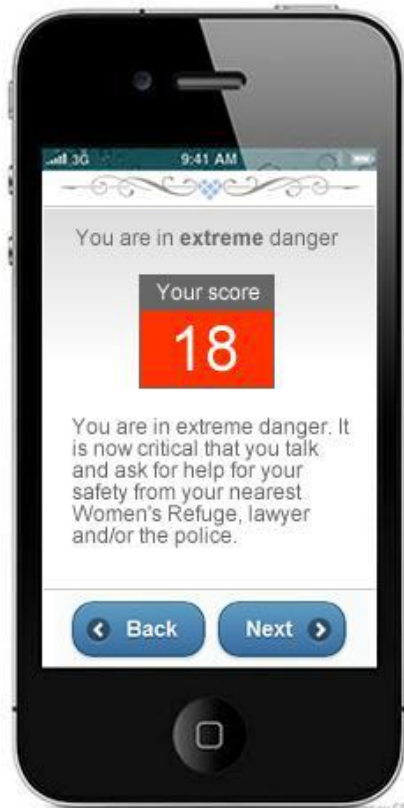 3G 9:41 AM
You are in extreme danger
Your score
18
You are in extreme danger. It
is now critical that you talk
and ask for help for your
safety from your nearest
Women's Refuge, lawyer
and/or the police.
Back Next